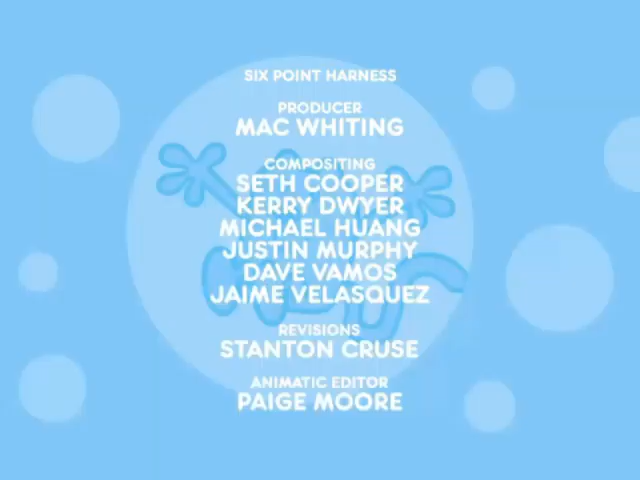 SIX POINT HARNESS
PRODUCER
MAC WHITING
COMPOSITING
SETH COOPER
KERRY DWYER
MICHAEL HUANG
JUSTIN MURPHY
DAVE VAMOS
JAIME VELASQUEZ
REVISIONS
STANTON CRUSE
ANIMATIC EDITOR
PAIGE MOORE